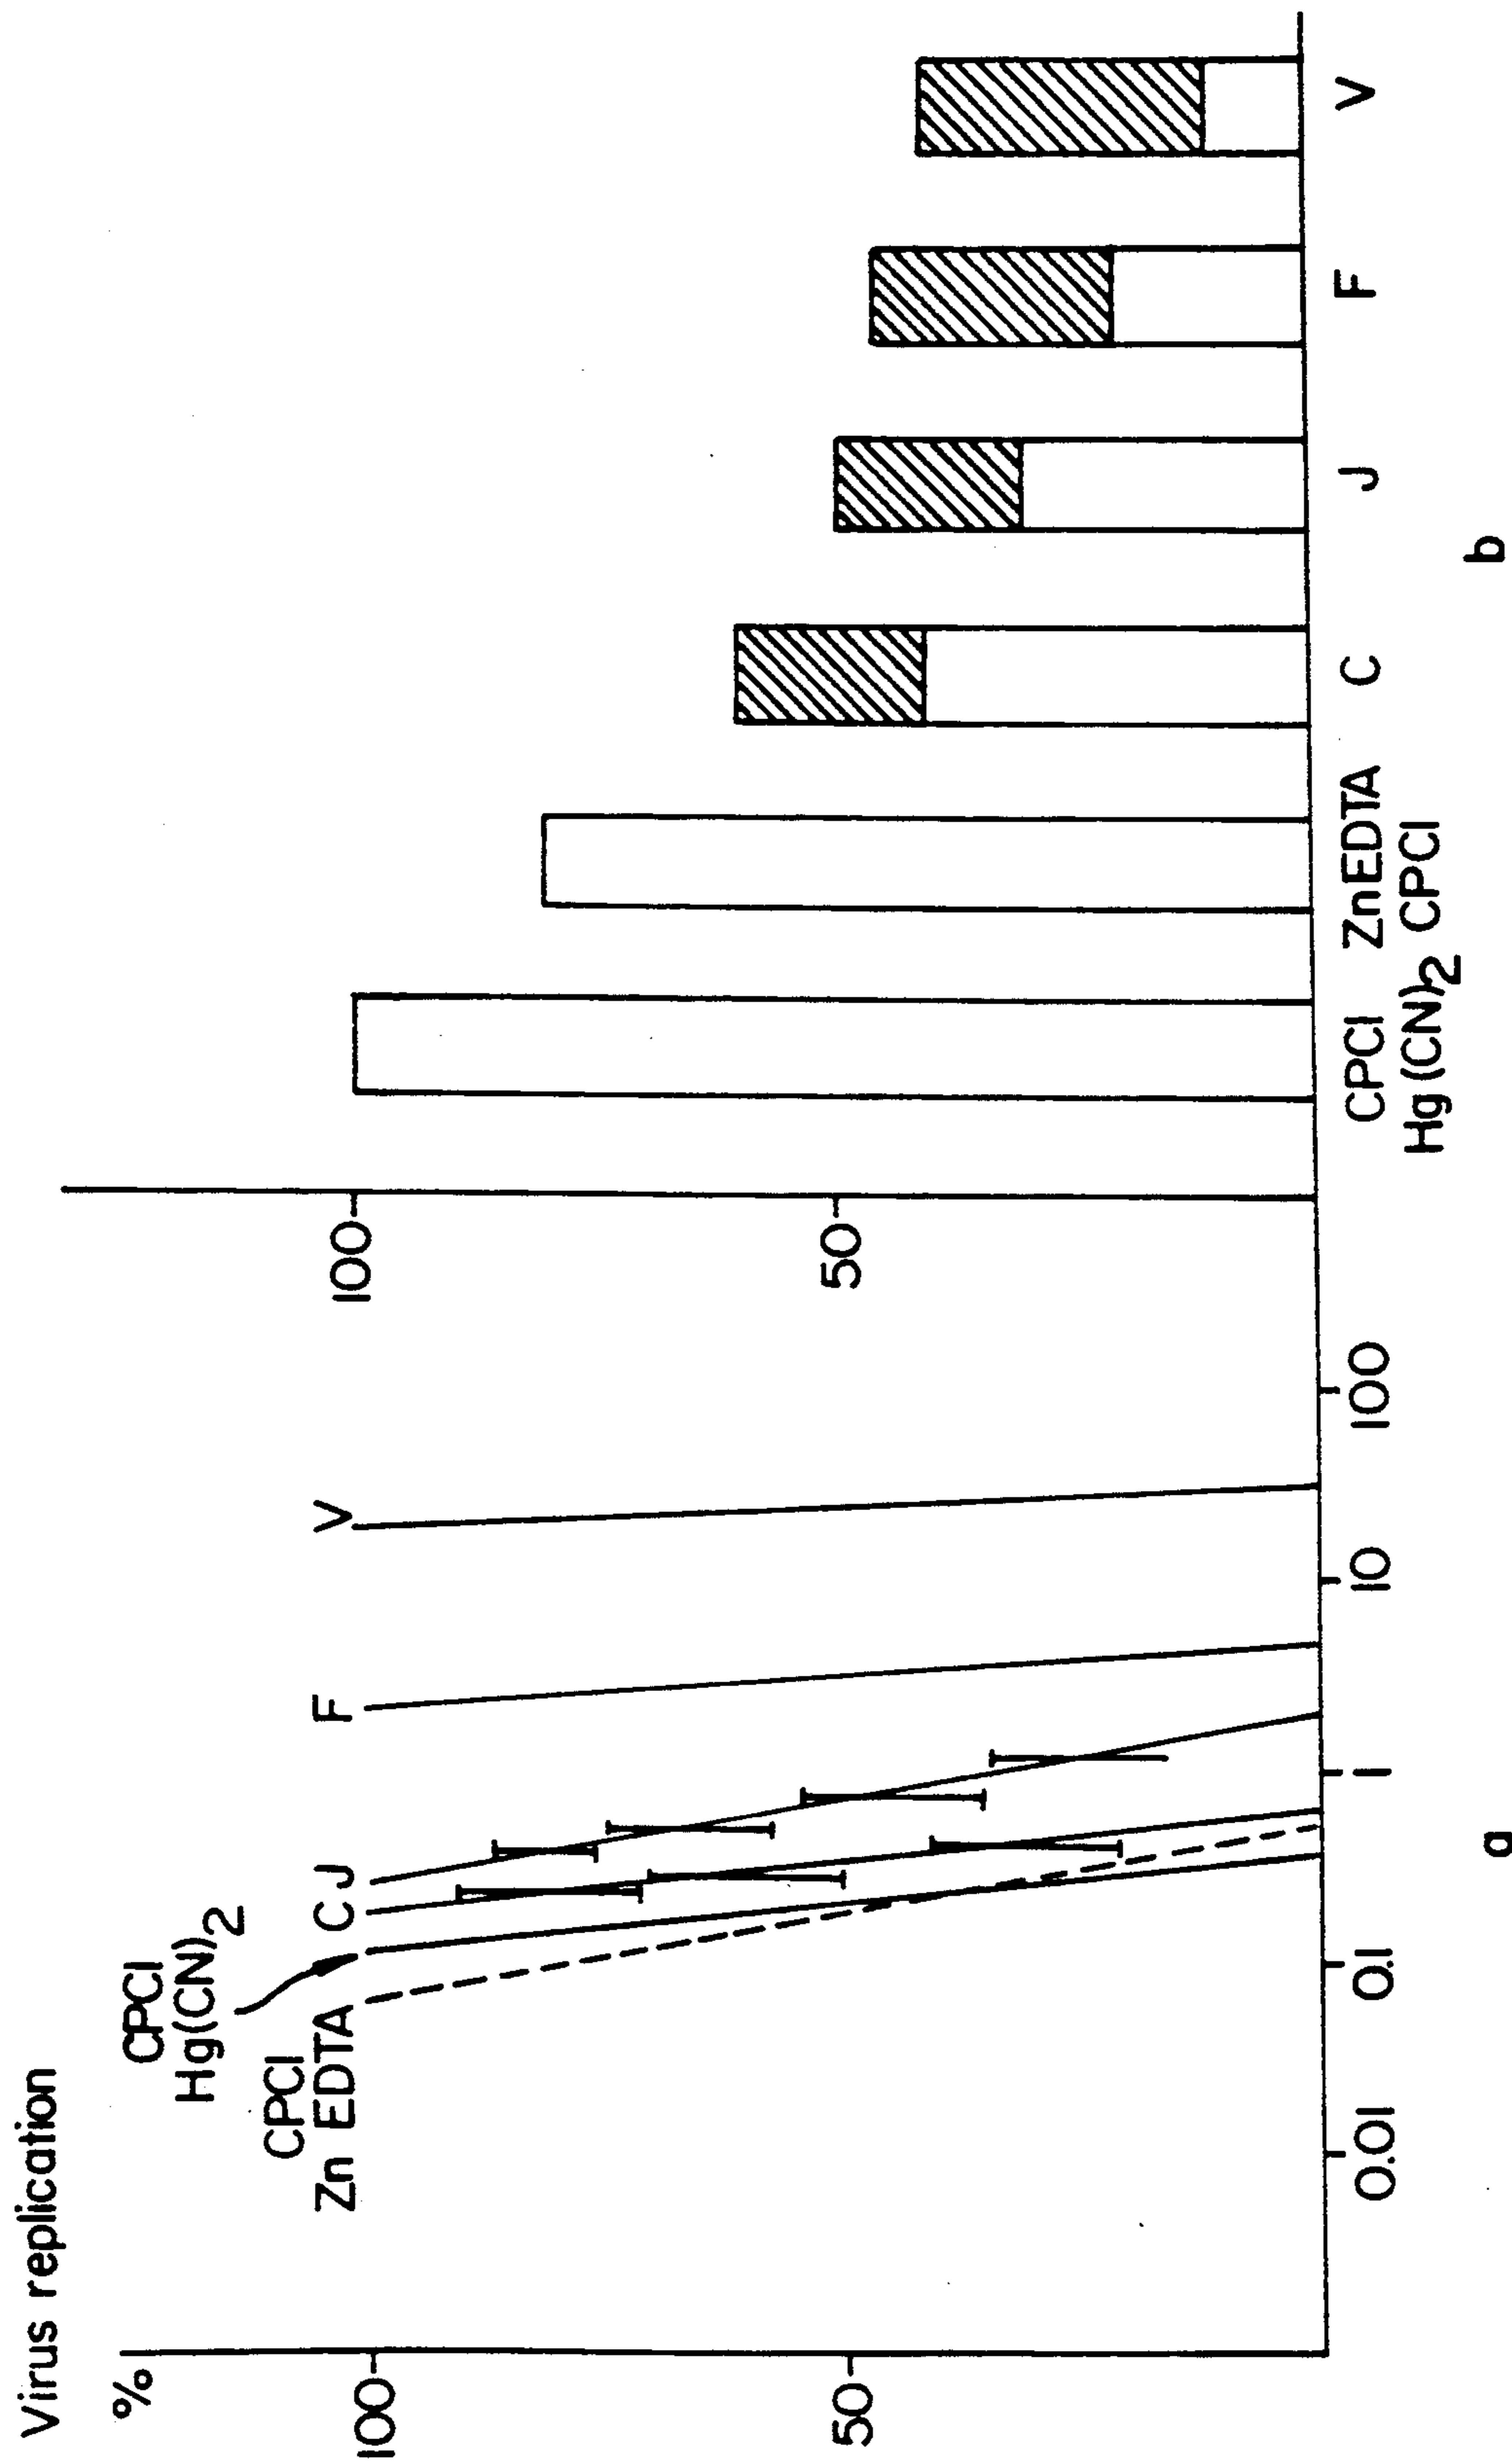 Virus replication
%
100
50
CPCl
Hg(CN)2
CPCl
Zn EDTA
C
J
F
V
0.01
0.1
1
10
100
a
100
50
CPCl
Hg(CN)2
ZnEDTA
CPCl
C
J
F
V
b